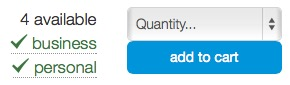 4 available
Quantity...
business
add to cart
personal